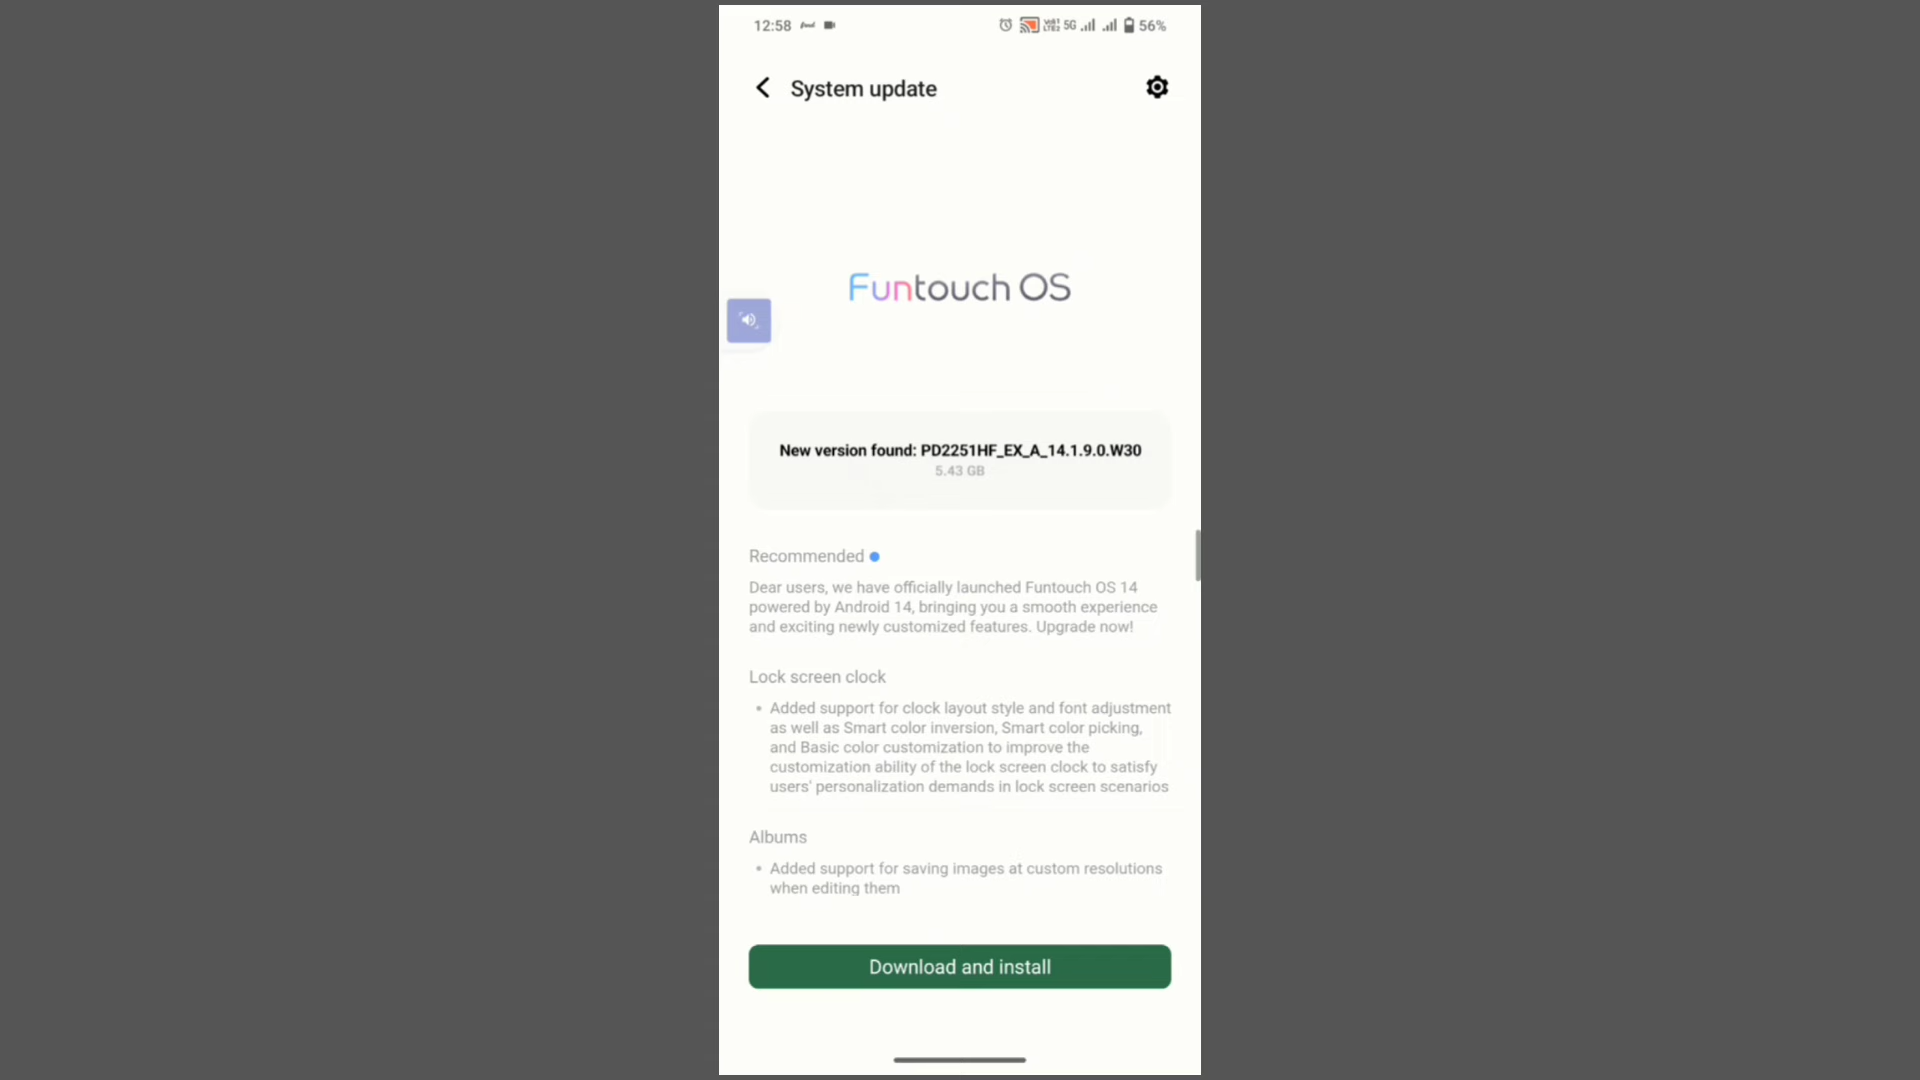 12:58
5G
56%
System update
Funtouch OS
New version found: PD2251HF_EX_A_14.1.9.0.W30
5.43 GB
Recommended
Dear users, we have officially launched Funtouch OS 14
powered by Android 14, bringing you a smooth experience
and exciting newly customized features. Upgrade now!
Lock screen clock
• Added support for clock layout style and font adjustment
as well as Smart color inversion, Smart color picking,
and Basic color customization to improve the
customization ability of the lock screen clock to satisfy
users' personalization demands in lock screen scenarios
Albums
• Added support for saving images at custom resolutions
when editing them
Download and install